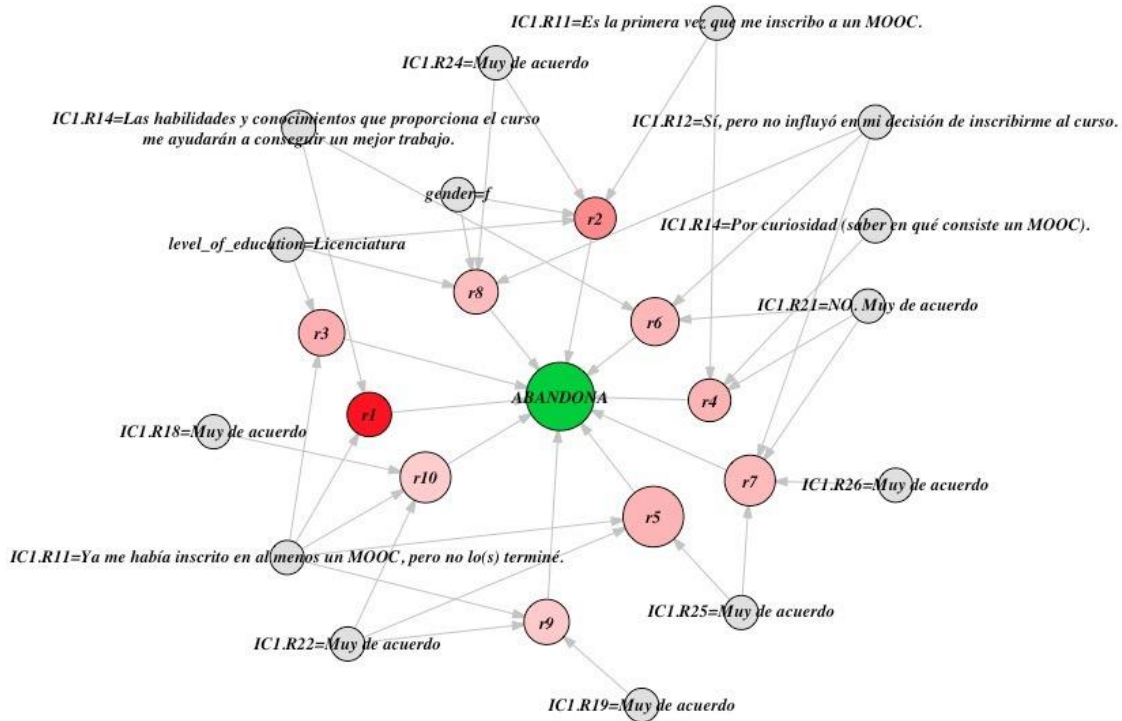 IC1.R11=Es la primera vez que me inscribo a un MOOC.
IC1.R24=Muy de acuerdo
IC1.R14=Las habilidades y conocimientos que proporciona el curso
me ayudarán a conseguir un mejor trabajo.
IC1.R12=Sí, pero no influyó en mi decisión de inscribirme al curso.
gender=f
r2
IC1.R14=Por curiosidad (saber en qué consiste un MOOC).
level_of_education=Licenciatura
r8
IC1.R21=NO. Muy de acuerdo
r6
r3
ABANDONA
r4
r1
IC1.R18=Muy de acuerdo
r10
r7
IC1.R26=Muy de acuerdo
r5
IC1.R11=Ya me había inscrito en al menos un MOOC, pero no lo(s) terminé.
IC1.R25=Muy de acuerdo
r9
IC1.R22=Muy de acuerdo
IC1.R19=Muy de acuerdo